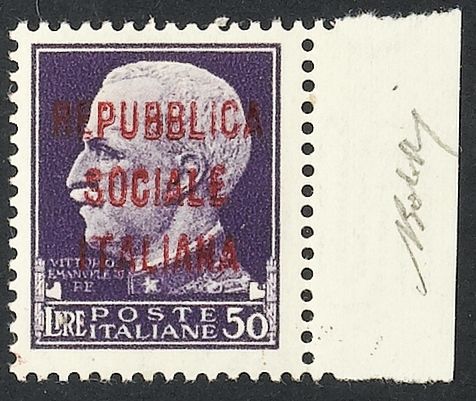 REPUBBLICA
SOCIALE
ITALIANA
VITTORIO
EMANUELE III
RE
LIRE POSTE ITALIANE 50